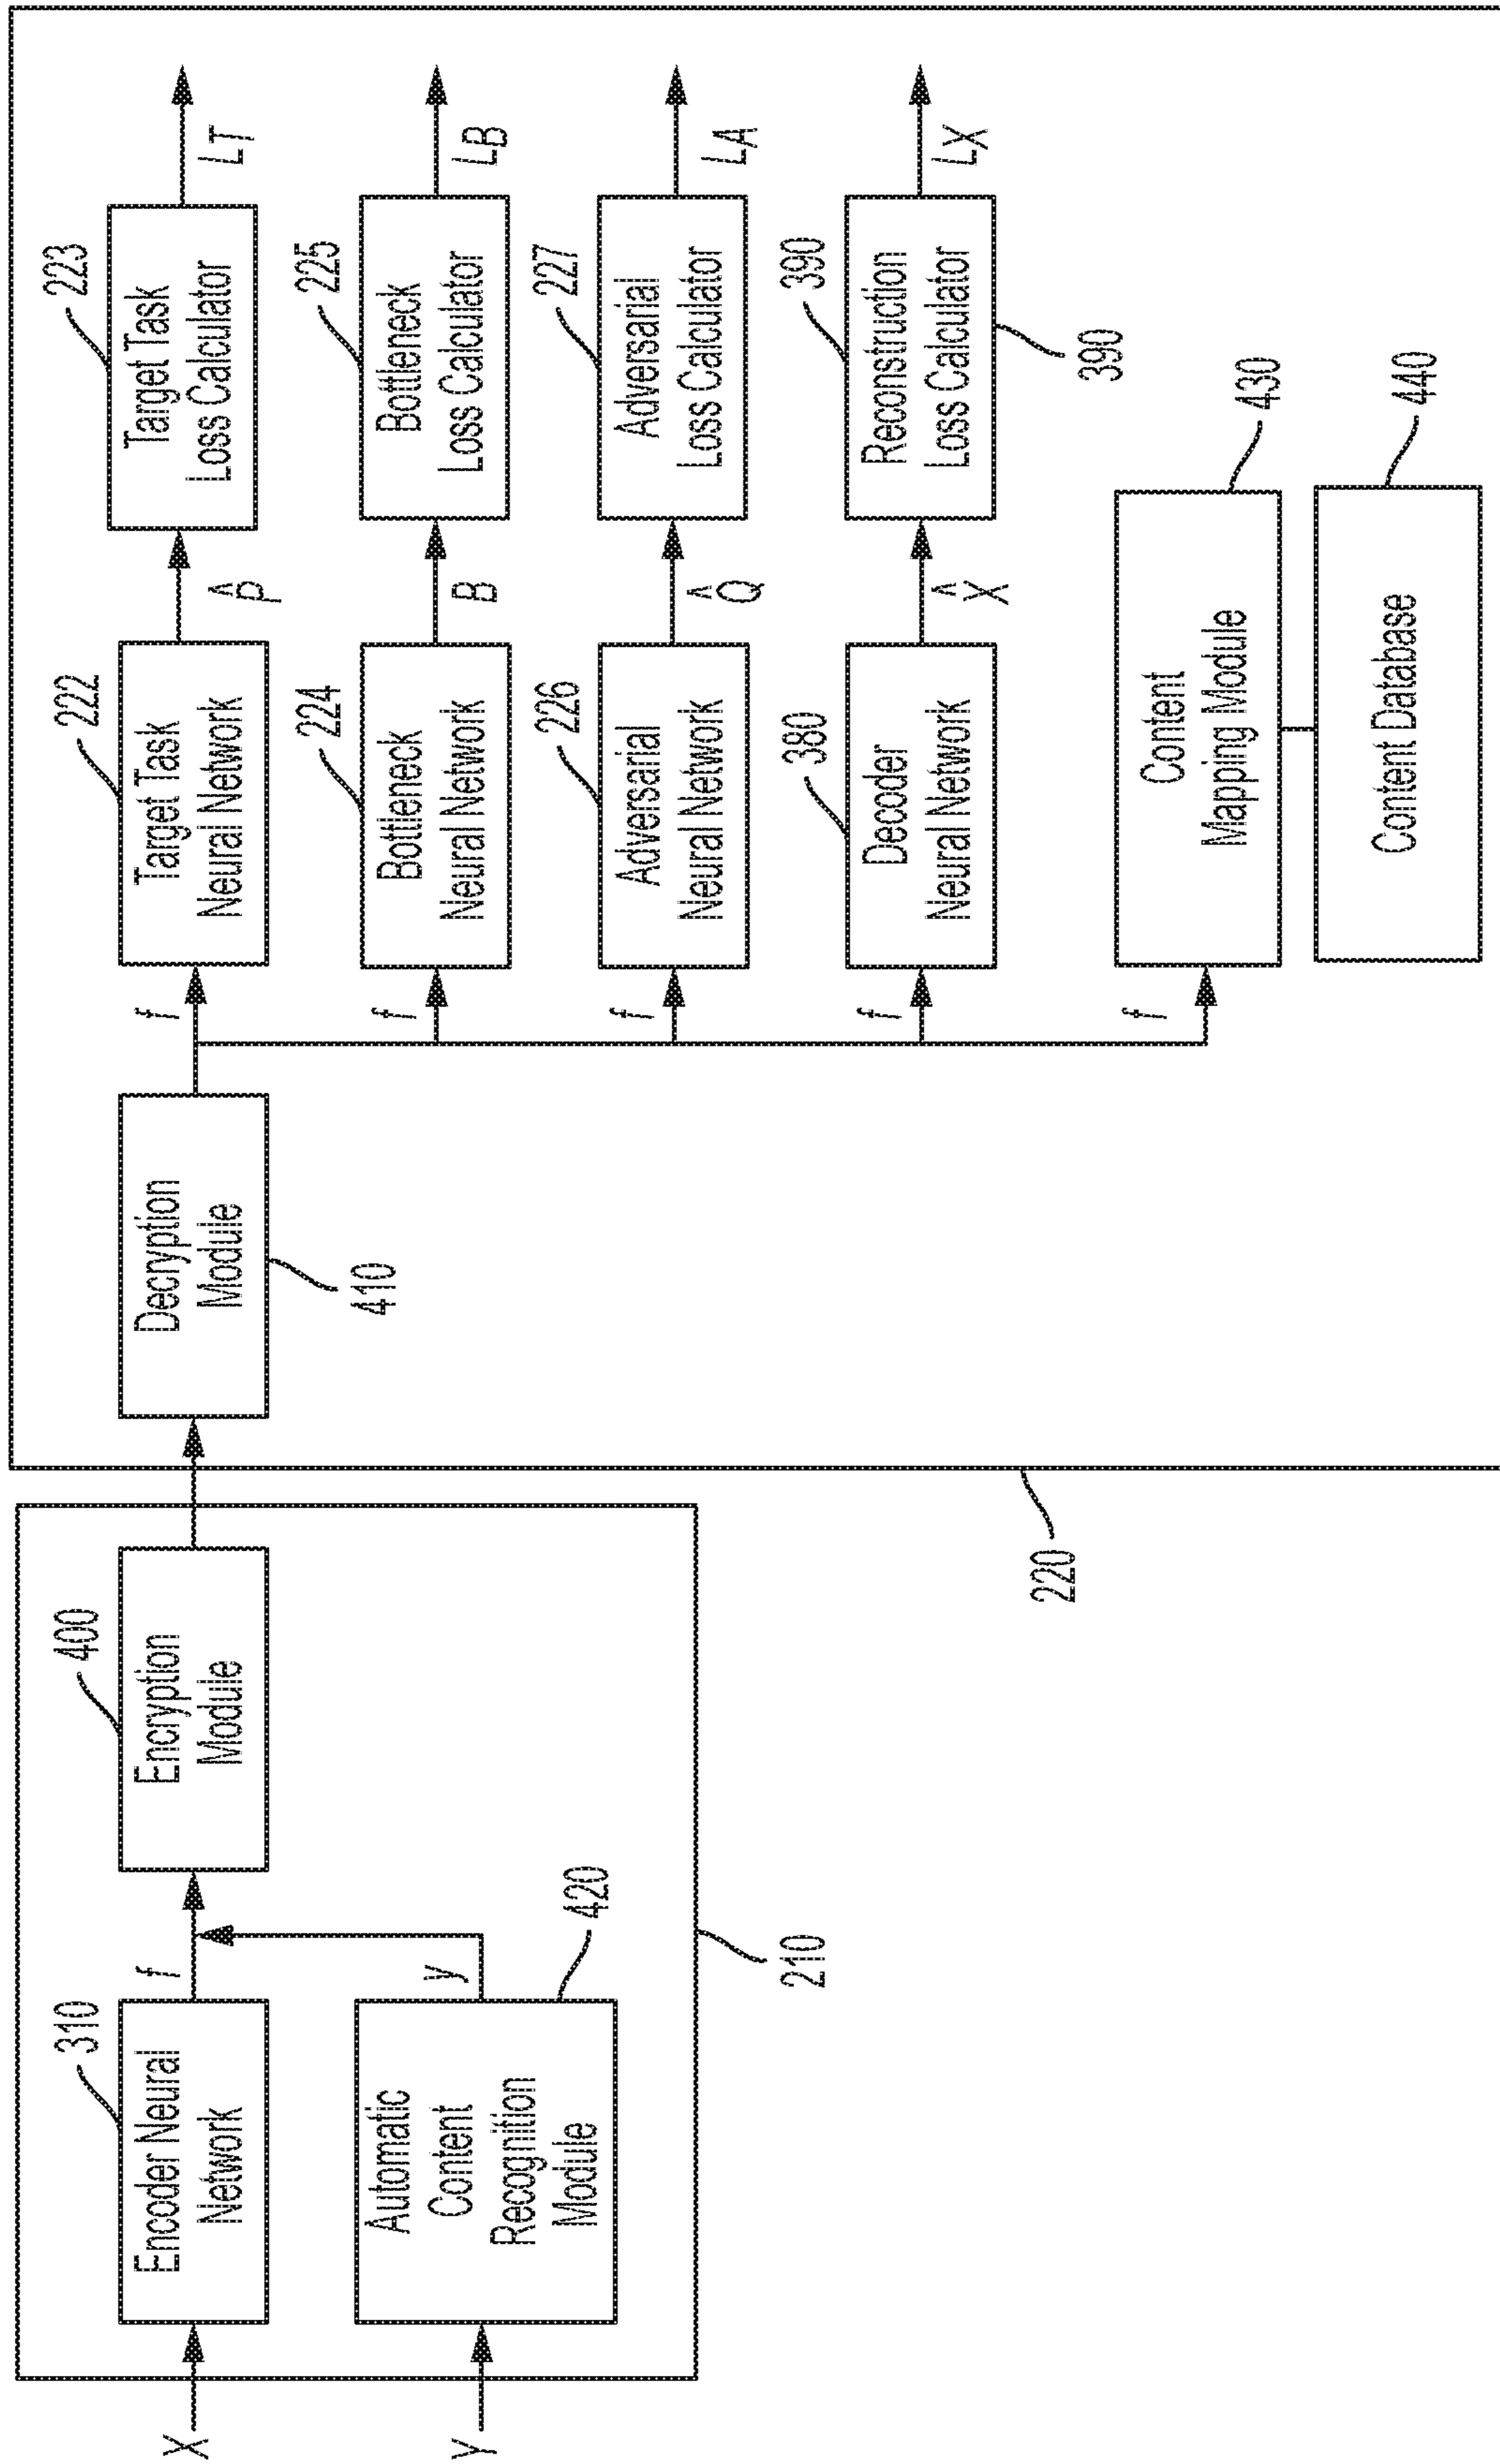 X
310
Encoder Neural
Network
f
400
Encryption
Module
Y
Automatic
Content
Recognition
Module
420
y
210
Decryption
Module
410
220
f
222
Target Task
Neural Network
^
P
223
Target Task
Loss Calculator
LT
f
224
Bottleneck
Neural Network
B
225
Bottleneck
Loss Calculator
LB
f
226
Adversarial
Neural Network
^
Q
227
Adversarial
Loss Calculator
LA
f
380
Decoder
Neural Network
^
X
390
Reconstruction
Loss Calculator
390
LX
f
Content
Mapping Module
430
Content Database
440